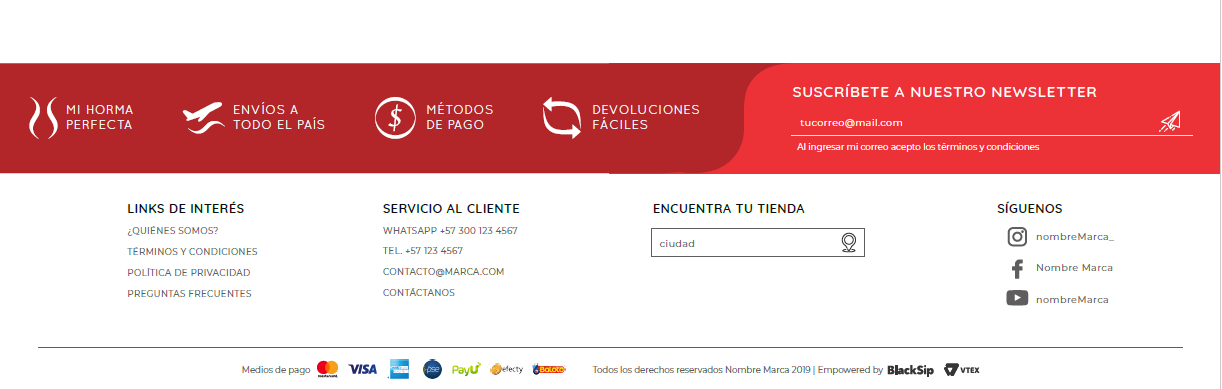 MI HORMA
PERFECTA
ENVÍOS A
TODO EL PAÍS
$
MÉTODOS
DE PAGO
DEVOLUCIONES
FÁCILES
SUSCRÍBETE A NUESTRO NEWSLETTER
tucorreo@mail.com
Al ingresar mi correo acepto los términos y condiciones
LINKS DE INTERÉS
¿QUIÉNES SOMOS?
TÉRMINOS Y CONDICIONES
POLÍTICA DE PRIVACIDAD
PREGUNTAS FRECUENTES
SERVICIO AL CLIENTE
WHATSAPP +57 300 123 4567
TEL. +57 123 4567
CONTACTO@MARCA.COM
CONTÁCTANOS
ENCUENTRA TU TIENDA
ciudad
SÍGUENOS
nombreMarca_
Nombre Marca
nombreMarca
Medios de pago mastercard VISA pse PayU efecty Baloto Todos los derechos reservados Nombre Marca 2019 | Empowered by BlackSip VTEX